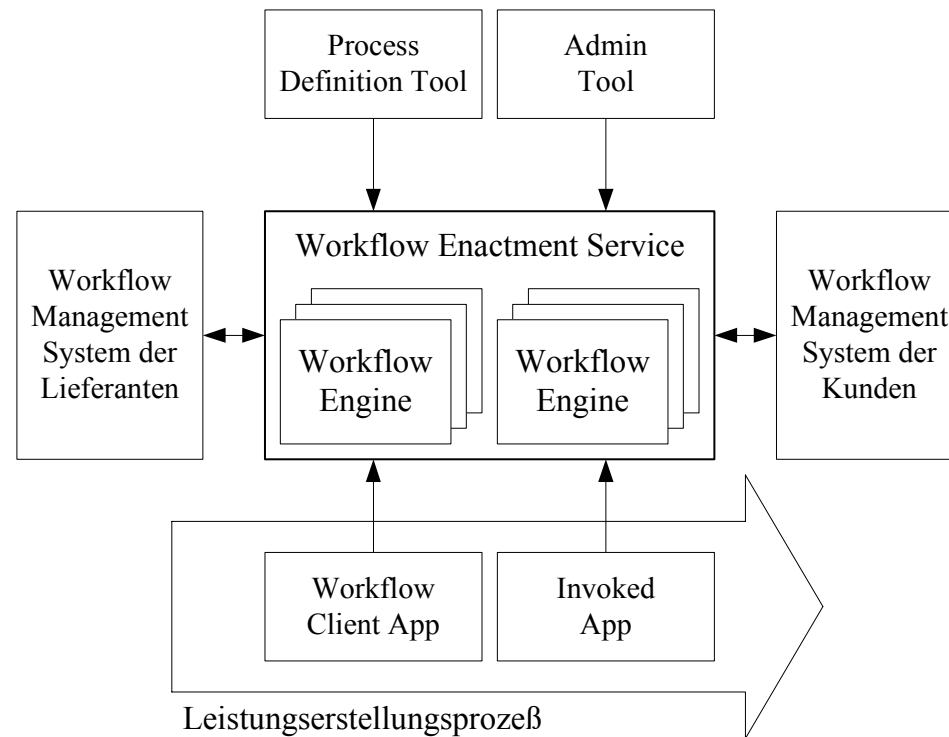 Process
Definition Tool
Admin
Tool
Workflow Enactment Service
Workflow
Management
System der
Lieferanten
Workflow
Engine
Workflow
Engine
Workflow
Management
System der
Kunden
Workflow
Client App
Invoked
App
Leistungserstellungsprozeß